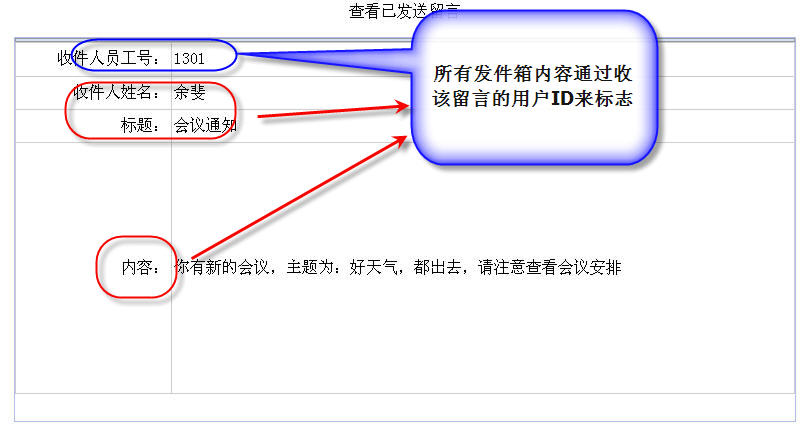 查看已发送留言
收件人员工号： 1301
收件人姓名： 余斐
标题： 会议通知
所有发件箱内容通过收
该留言的用户ID来标志
内容： 你有新的会议，主题为：好天气，都出去，请注意查看会议安排